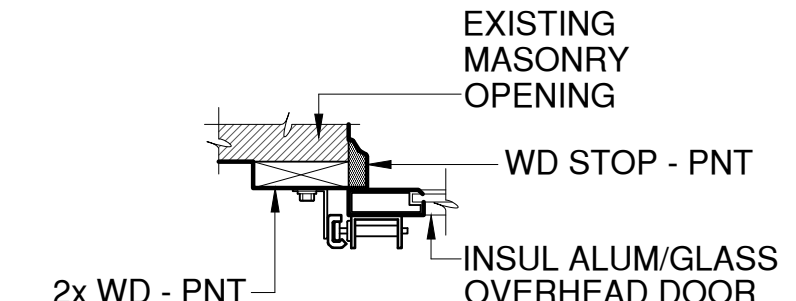 EXISTING
MASONRY
OPENING
WD STOP - PNT
INSUL ALUM/GLASS
OVERHEAD DOOR
2x WD - PNT